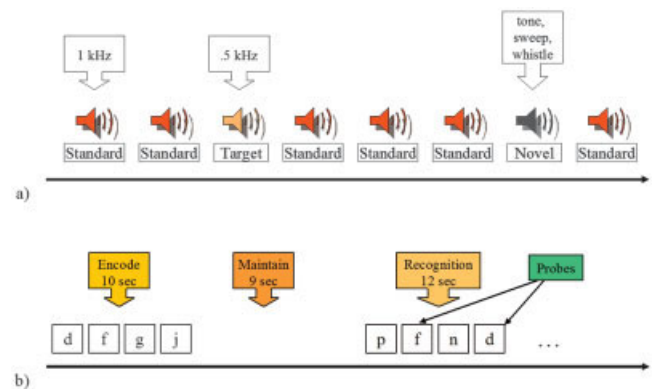 tone,
sweep,
whistle
1 kHz
.5 kHz
Standard
Standard
Target
Standard
Standard
Standard
Novel
Standard
a)
Encode
10 sec
Maintain
9 sec
Recognition
12 sec
Probes
d
f
g
j
p
f
n
d
...
b)